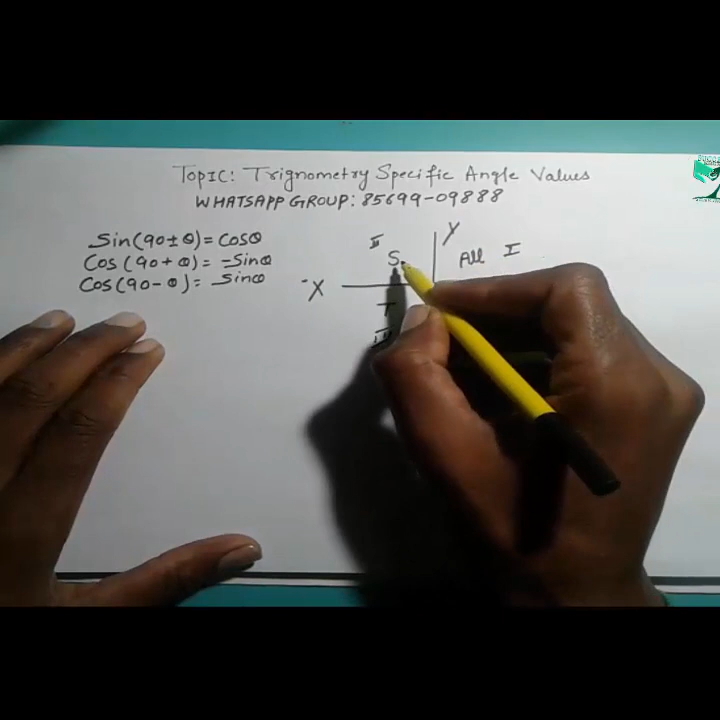 TOPIC: Trignometry Specific Angle Values
WHATSAPP GROUP: 85699-09888
Sin(90±θ)=Cosθ
Cos(90+θ)=-Sinθ
Cos(90-θ)= Sinθ
II
Y
S
All I
-X
T
III